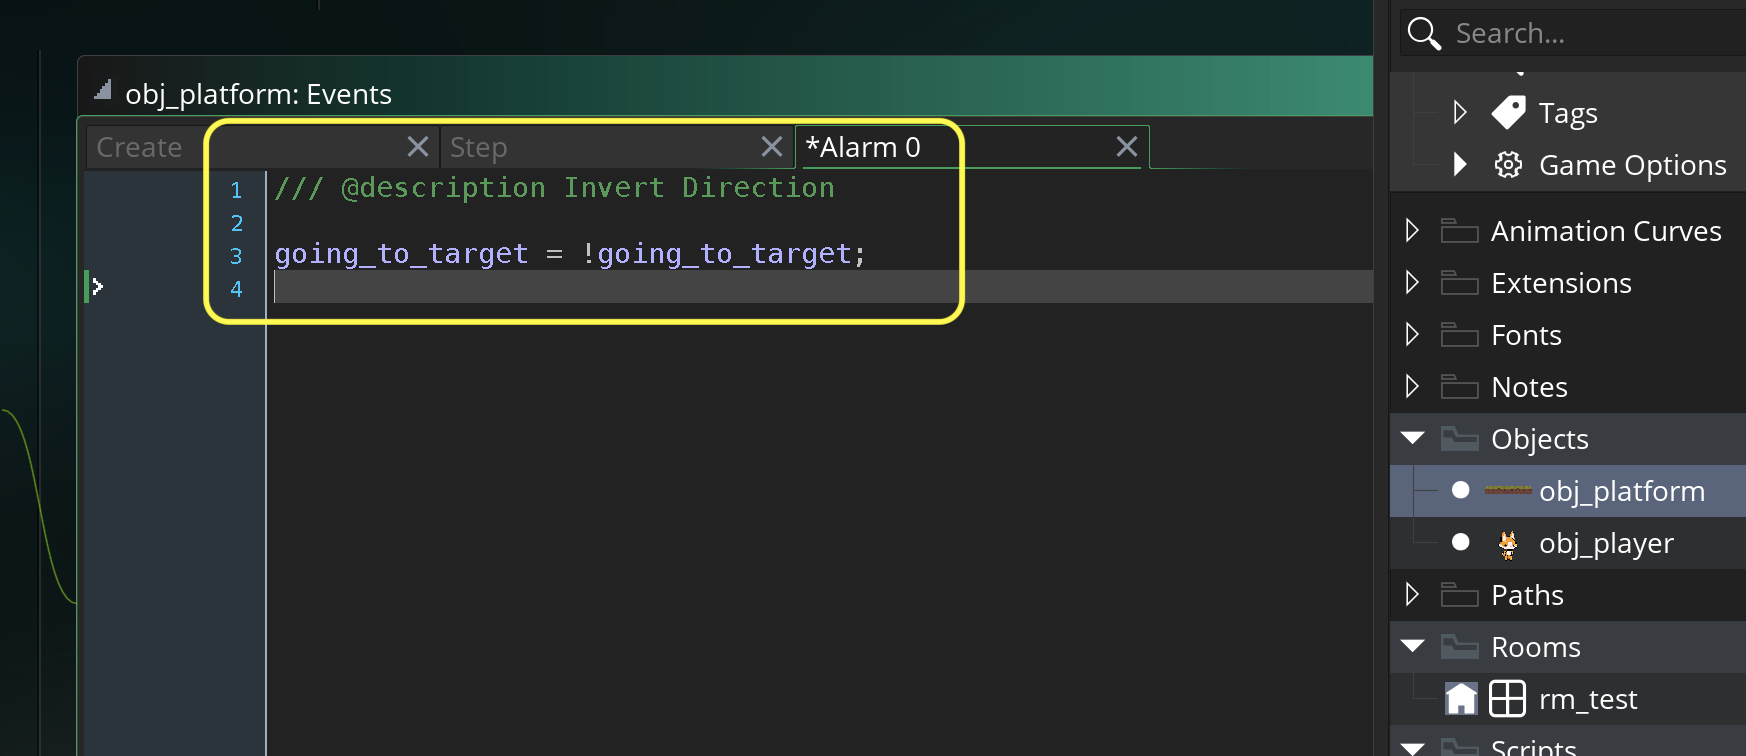 obj_platform: Events
Create
Step
*Alarm 0
1 /// @description Invert Direction
2
3 going_to_target = !going_to_target;
4
Search...
Tags
Game Options
Animation Curves
Extensions
Fonts
Notes
Objects
obj_platform
obj_player
Paths
Rooms
rm_test
Scripts